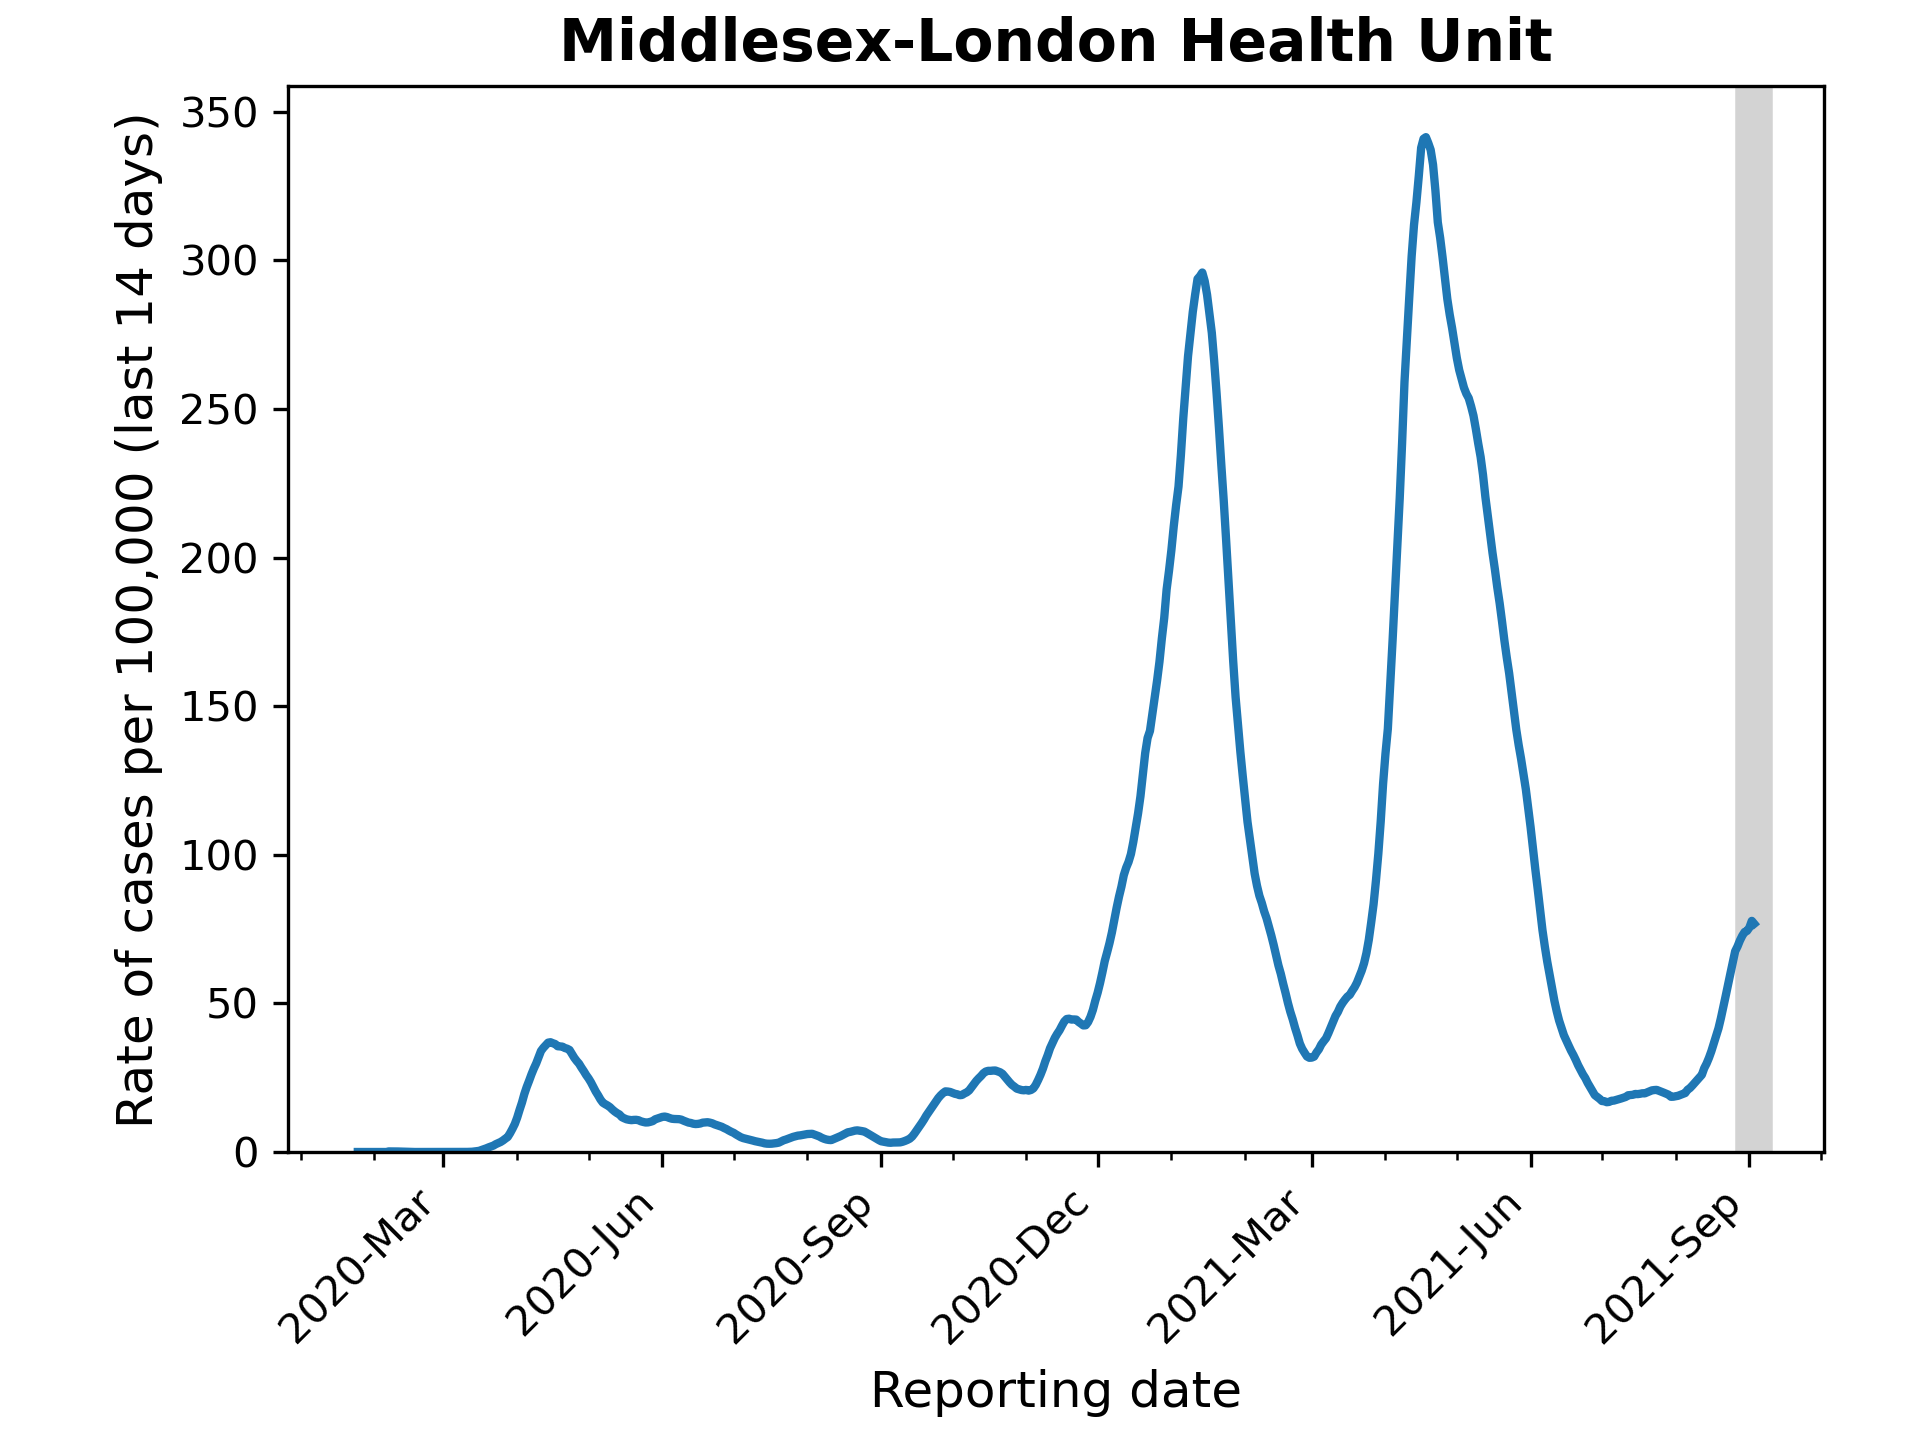 Middlesex-London Health Unit
Rate of cases per 100,000 (last 14 days)
350
300
250
200
150
100
50
0
2020-Mar
2020-Jun
2020-Sep
2020-Dec
2021-Mar
2021-Jun
2021-Sep
Reporting date